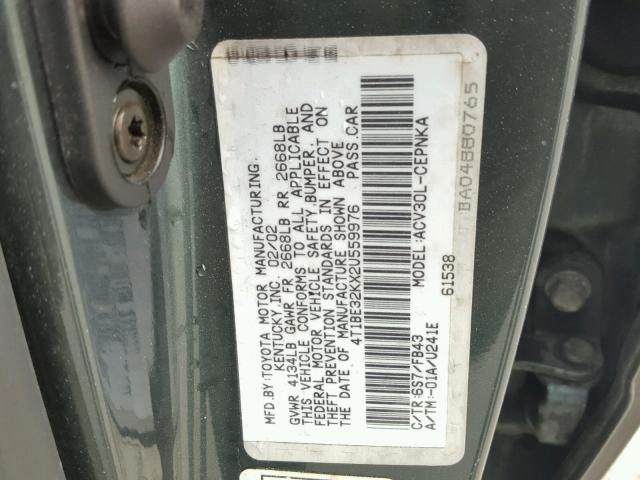 MFD.BY:TOYOTA MOTOR MANUFACTURING.
KENTUCKY,INC. 02/02
GVWR 4134LB GAWR FR 2668LB RR 2668LB
THIS VEHICLE CONFORMS TO ALL APPLICABLE
FEDERAL MOTOR VEHICLE SAFETY,BUMPER, AND
THEFT PREVENTION STANDARDS IN EFFECT ON
THE DATE OF MANUFACTURE SHOWN ABOVE
4T1BE32KX2U559976 PASS.CAR
MODEL:ACV30L-CEPNKA
C/TR:6S7/FB43
A/TM:-01A/U241E 61538
BA04880765